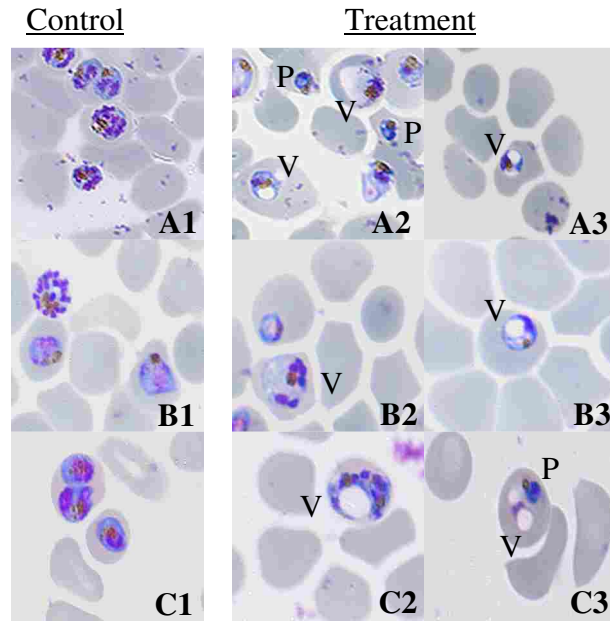 Control Treatment
P
V
V
P
V
A1 A2 A3
V
V
B1 B2 B3
P
V
V
C1 C2 C3